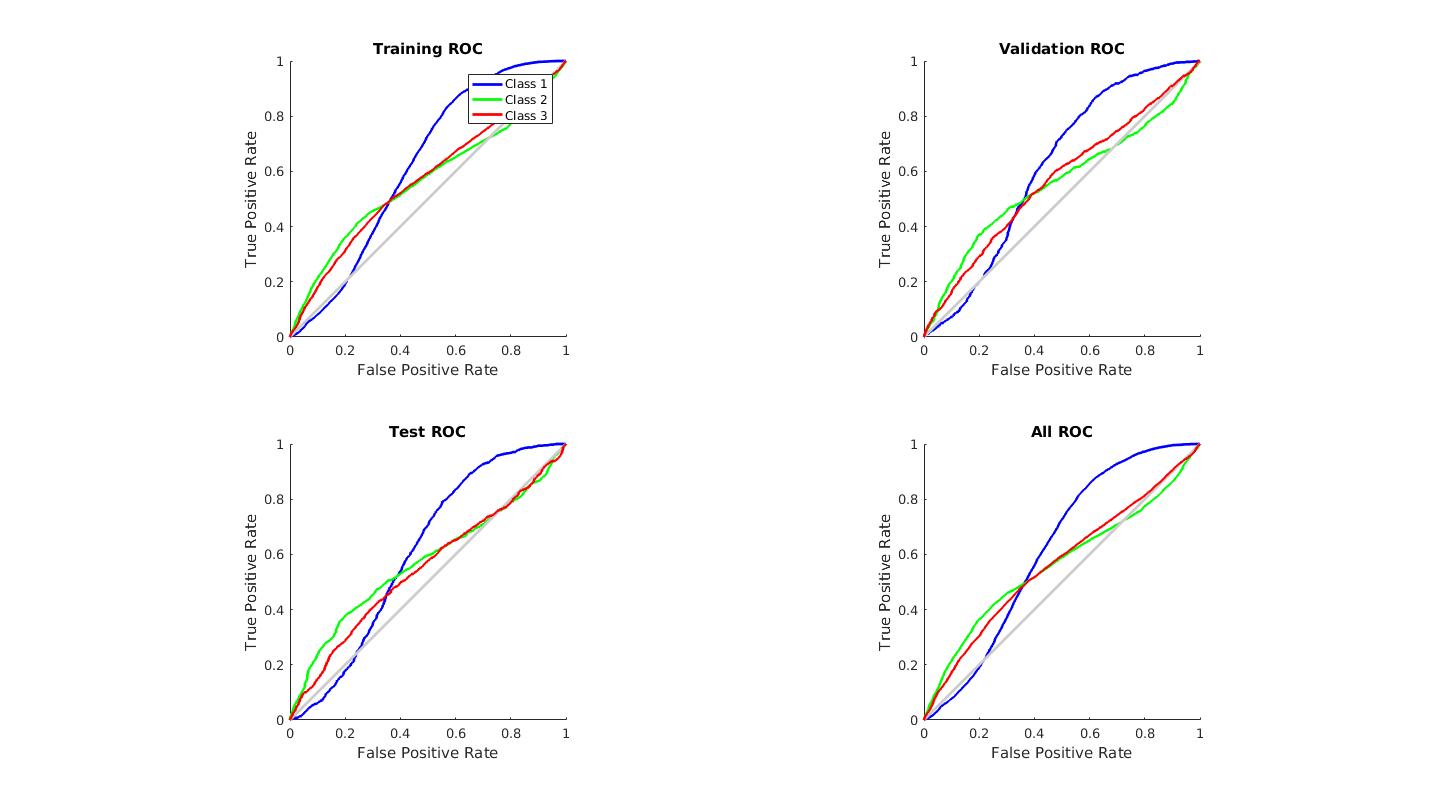 Training ROC
1
0.8
0.6
0.4
0.2
0
True Positive Rate
Class 1
Class 2
Class 3
0 0.2 0.4 0.6 0.8 1
False Positive Rate
Validation ROC
1
0.8
0.6
0.4
0.2
0
True Positive Rate
0 0.2 0.4 0.6 0.8 1
False Positive Rate
Test ROC
1
0.8
0.6
0.4
0.2
0
True Positive Rate
0 0.2 0.4 0.6 0.8 1
False Positive Rate
All ROC
1
0.8
0.6
0.4
0.2
0
True Positive Rate
0 0.2 0.4 0.6 0.8 1
False Positive Rate